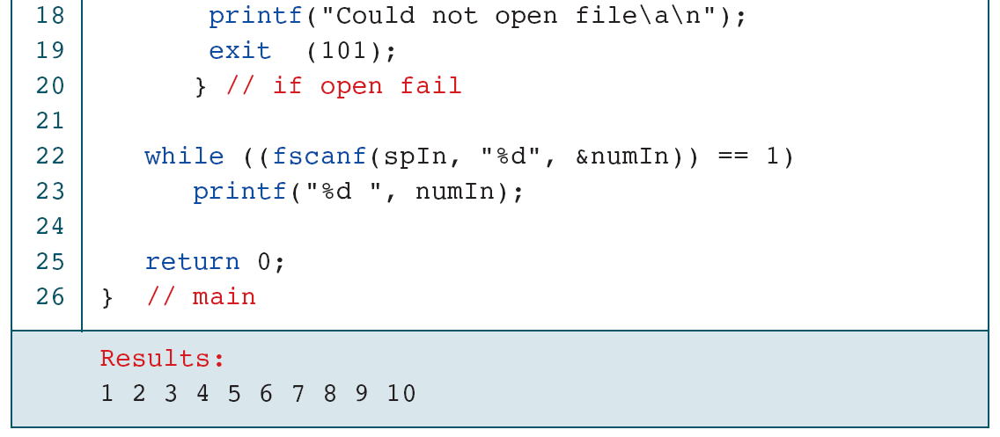 18 printf("Could not open file\a\n");
19 exit (101);
20 } // if open fail
21
22 while ((fscanf(spIn, "%d", &numIn)) == 1)
23 printf("%d ", numIn);
24
25 return 0;
26 } // main
Results:
1 2 3 4 5 6 7 8 9 10